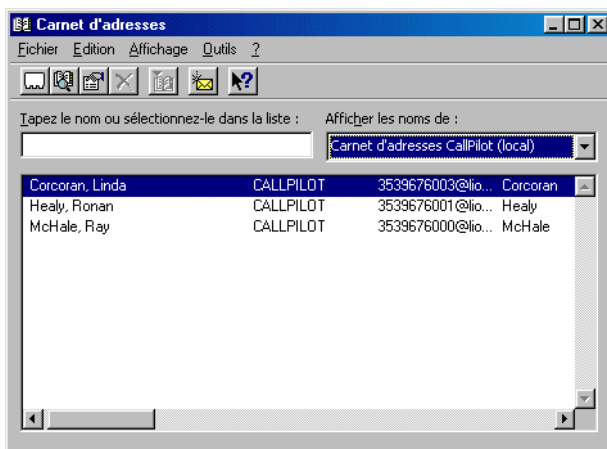 Carnet d'adresses
Fichier Edition Affichage Outils ?
Tapez le nom ou sélectionnez-le dans la liste : Afficher les noms de :
Carnet d'adresses CallPilot (local)
Corcoran, Linda CALLPILOT 3539676003@lio... Corcoran
Healy, Ronan CALLPILOT 3539676001@lio... Healy
McHale, Ray CALLPILOT 3539676000@lio... McHale